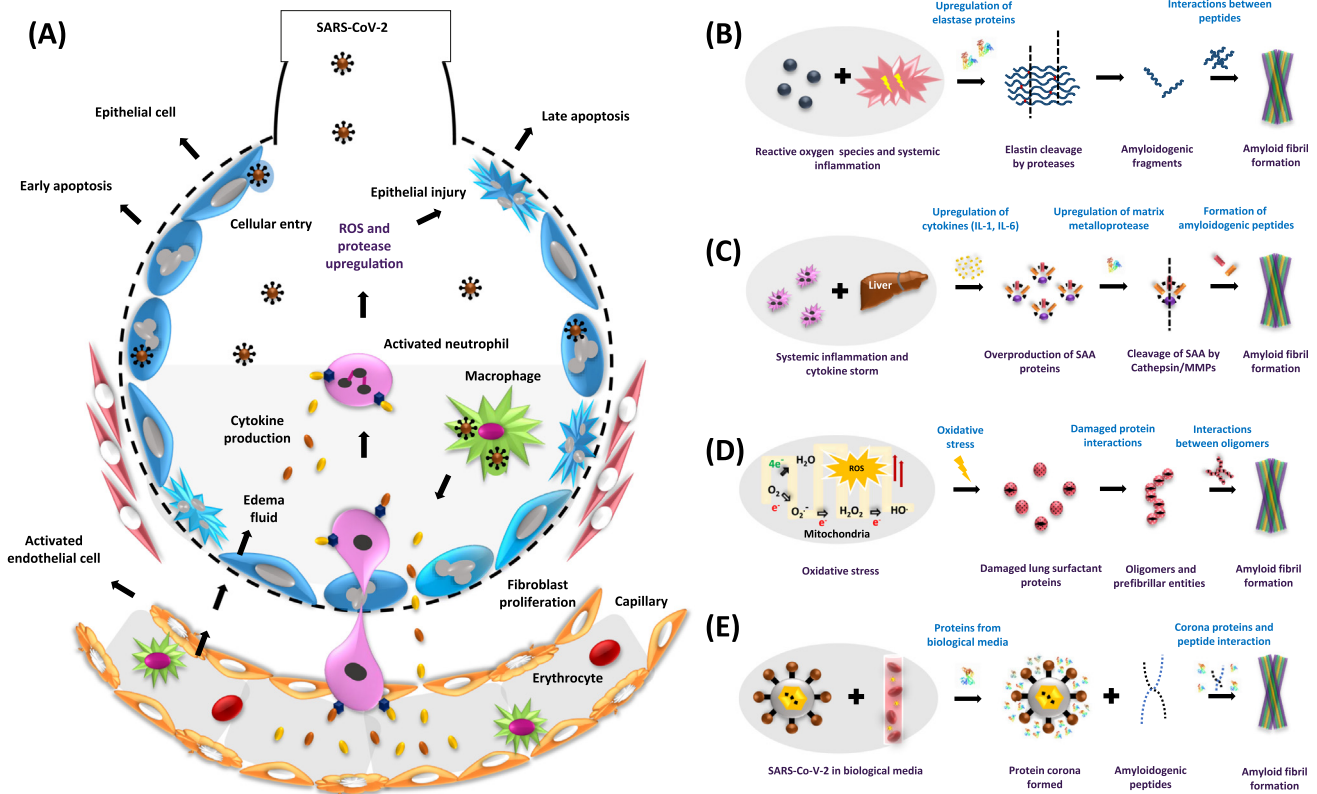 (A)
SARS-CoV-2
Epithelial cell
Late apoptosis
Early apoptosis
Epithelial injury
Cellular entry
ROS and
protease
upregulation
Activated neutrophil
Macrophage
Cytokine
production
Edema
fluid
Activated
endothelial cell
Fibroblast
proliferation
Capillary
Erythrocyte
(B)
Upregulation of
elastase proteins
Interactions between
peptides
Reactive oxygen species and systemic
inflammation
Elastin cleavage
by proteases
Amyloidogenic
fragments
Amyloid fibril
formation
(C)
Upregulation of
cytokines (IL-1, IL-6)
Upregulation of matrix
metalloprotease
Formation of
amyloidogenic peptides
Liver
Systemic inflammation and
cytokine storm
Overproduction of SAA
proteins
Cleavage of SAA by
Cathepsin/MMPs
Amyloid fibril
formation
(D)
Oxidative
stress
Damaged protein
interactions
Interactions
between oligomers
4e⁻
H₂O
ROS
O₂
e⁻
O₂·⁻
e⁻
H₂O₂
e⁻
HO·
Mitochondria
Oxidative stress
Damaged lung surfactant
proteins
Oligomers and
prefibrillar entities
Amyloid fibril
formation
(E)
Proteins from
biological media
Corona proteins and
peptide interaction
SARS-Co-V-2 in biological media
Protein corona
formed
Amyloidogenic
peptides
Amyloid fibril
formation